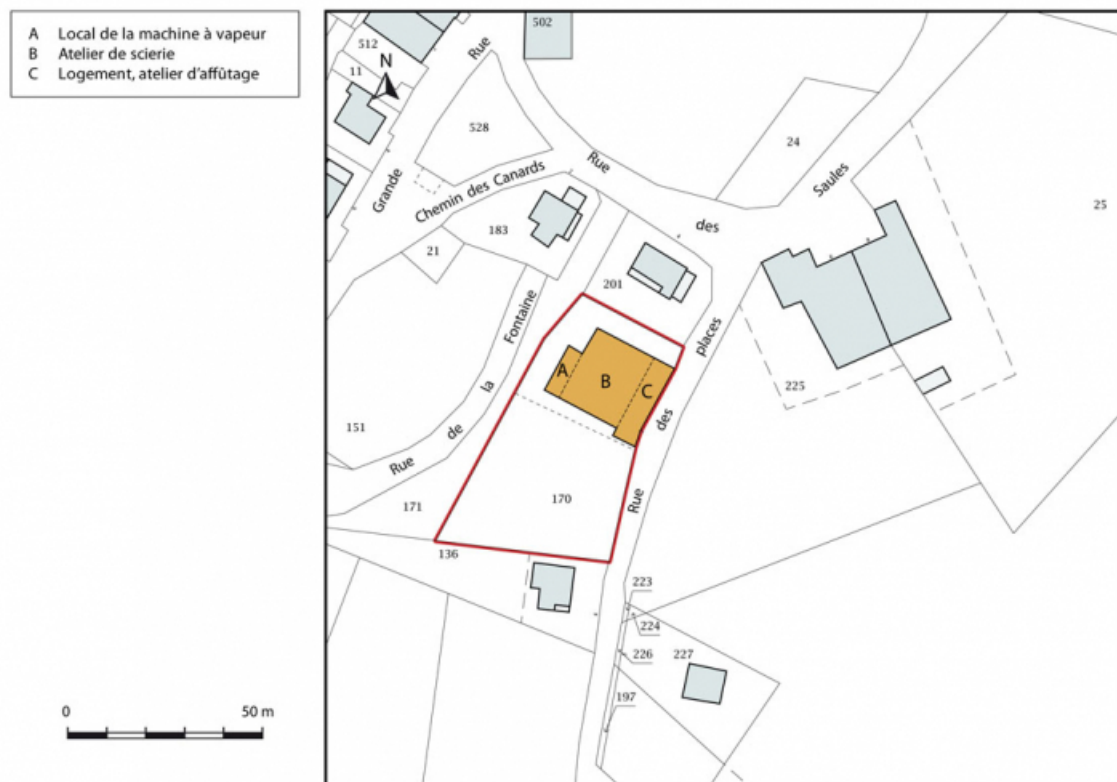 A Local de la machine à vapeur
B Atelier de scierie
C Logement, atelier d'affûtage
502
512
Rue
N
11
528
Grande
Chemin des Canards
Rue
24
Saules
des
25
183
21
201
Fontaine
places
A
B
C
225
la
des
151
de
Rue
170
Rue
171
136
223
224
226
227
197
0
50 m